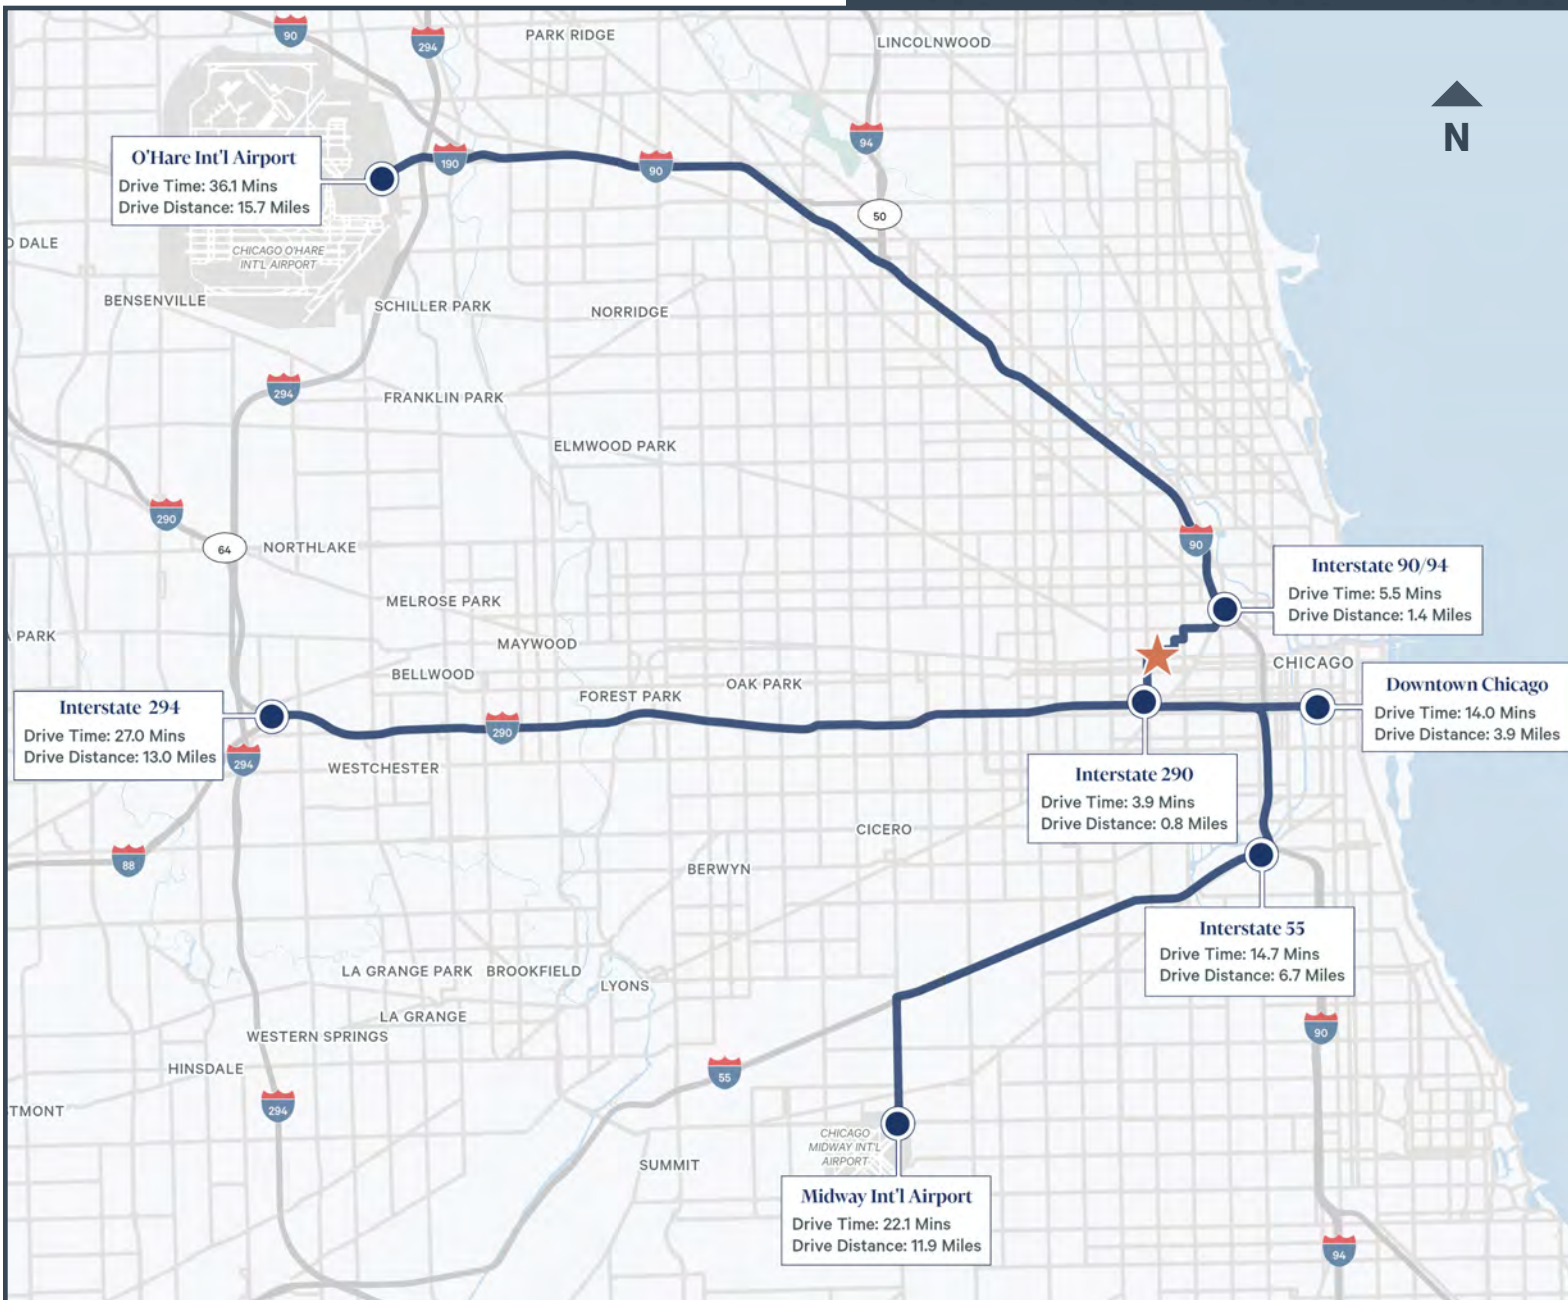 90
294
PARK RIDGE
LINCOLNWOOD
N
94
O'Hare Int'l Airport
Drive Time: 36.1 Mins
Drive Distance: 15.7 Miles
190
90
50
D DALE
CHICAGO O'HARE
INT'L AIRPORT
BENSENVILLE
SCHILLER PARK
NORRIDGE
294
FRANKLIN PARK
ELMWOOD PARK
290
64
NORTHLAKE
90
Interstate 90/94
Drive Time: 5.5 Mins
Drive Distance: 1.4 Miles
MELROSE PARK
A PARK
MAYWOOD
BELLWOOD
FOREST PARK
OAK PARK
CHICAGO
Downtown Chicago
Drive Time: 14.0 Mins
Drive Distance: 3.9 Miles
Interstate 294
Drive Time: 27.0 Mins
Drive Distance: 13.0 Miles
290
294
WESTCHESTER
Interstate 290
Drive Time: 3.9 Mins
Drive Distance: 0.8 Miles
CICERO
88
BERWYN
Interstate 55
Drive Time: 14.7 Mins
Drive Distance: 6.7 Miles
LA GRANGE PARK
BROOKFIELD
LYONS
LA GRANGE
WESTERN SPRINGS
90
HINSDALE
55
294
STMONT
CHICAGO
MIDWAY INT'L
AIRPORT
SUMMIT
Midway Int'l Airport
Drive Time: 22.1 Mins
Drive Distance: 11.9 Miles
94